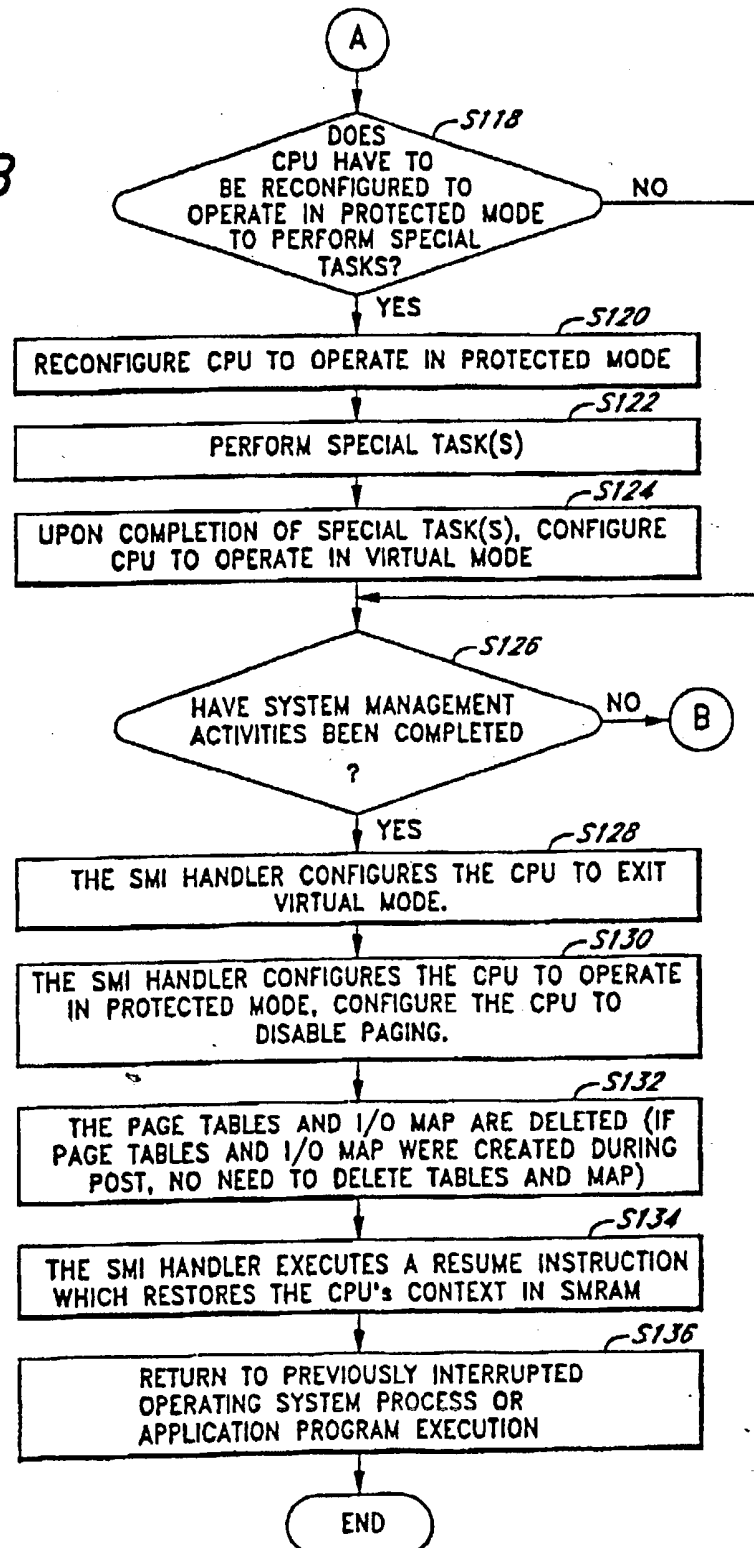 A
B
S118
DOES
CPU HAVE TO
BE RECONFIGURED TO
OPERATE IN PROTECTED MODE
TO PERFORM SPECIAL
TASKS?
NO
YES
S120
RECONFIGURE CPU TO OPERATE IN PROTECTED MODE
S122
PERFORM SPECIAL TASK(S)
S124
UPON COMPLETION OF SPECIAL TASK(S), CONFIGURE
CPU TO OPERATE IN VIRTUAL MODE
S126
HAVE SYSTEM MANAGEMENT
ACTIVITIES BEEN COMPLETED
?
NO
B
YES
S128
THE SMI HANDLER CONFIGURES THE CPU TO EXIT
VIRTUAL MODE.
S130
THE SMI HANDLER CONFIGURES THE CPU TO OPERATE
IN PROTECTED MODE, CONFIGURE THE CPU TO
DISABLE PAGING.
S132
THE PAGE TABLES AND I/O MAP ARE DELETED (IF
PAGE TABLES AND I/O MAP WERE CREATED DURING
POST, NO NEED TO DELETE TABLES AND MAP)
S134
THE SMI HANDLER EXECUTES A RESUME INSTRUCTION
WHICH RESTORES THE CPU's CONTEXT IN SMRAM
S136
RETURN TO PREVIOUSLY INTERRUPTED
OPERATING SYSTEM PROCESS OR
APPLICATION PROGRAM EXECUTION
END